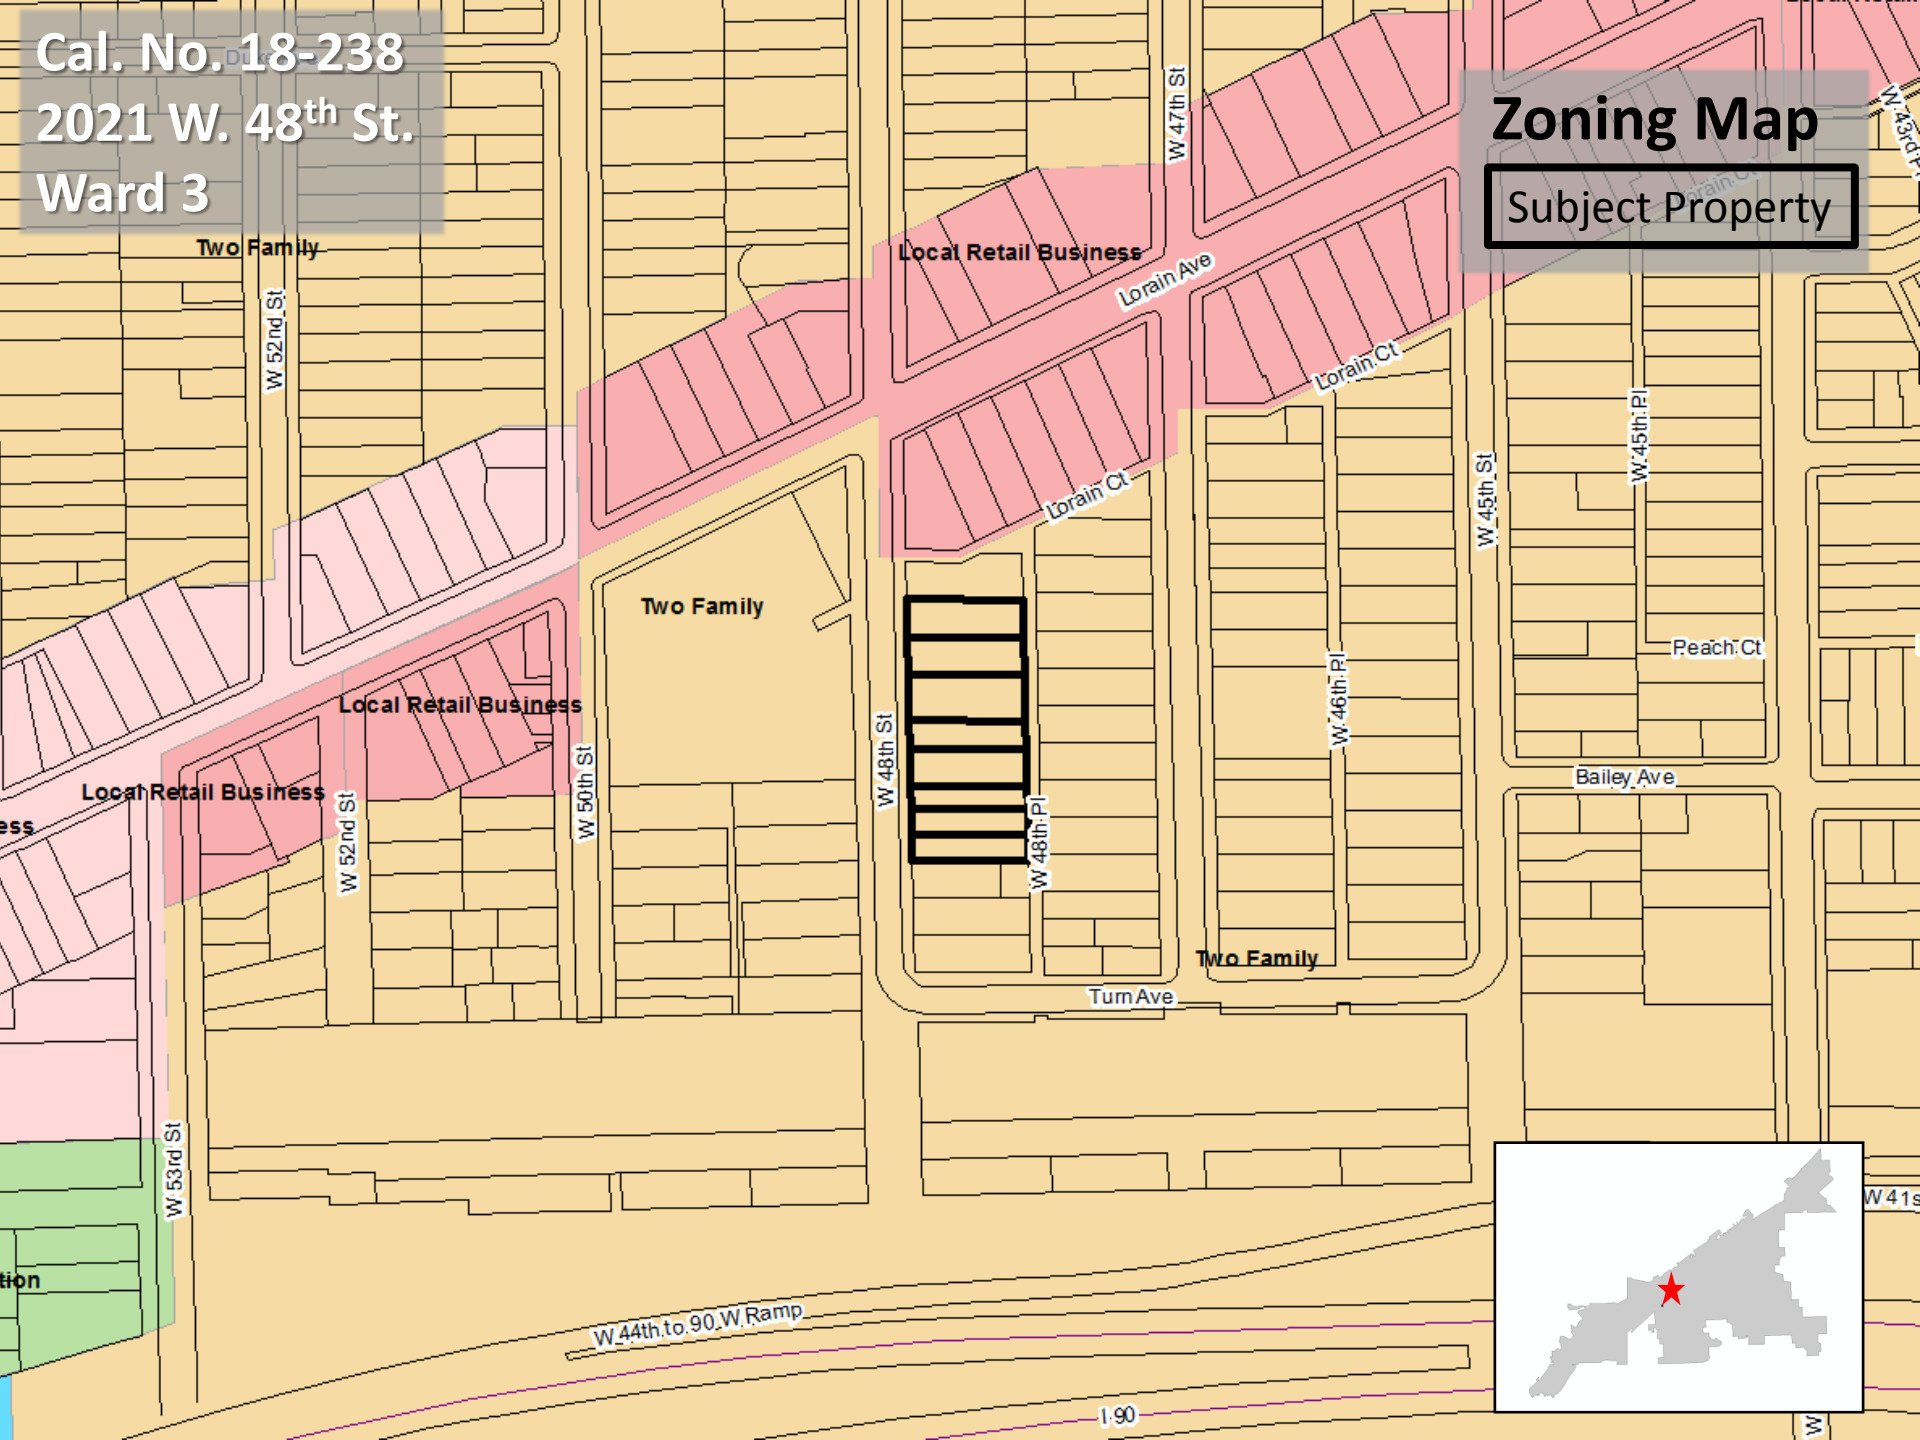 Cal. No. 18-238
2021 W. 48th St.
Ward 3
Zoning Map
Subject Property
Two Family
Local Retail Business
W 47th St
Lorain Ave
W 52nd St
Lorain Ct
Lorain Ct
Lorain Ct
W 45th St
W 45th Pl
Two Family
Peach Ct
W 46th Pl
Local Retail Business
W 48th St
W 50th St
Bailey Ave
Local Retail Business
ess
W 52nd St
W 48th Pl
Two Family
Turn Ave
W 53rd St
W 41s
tion
W 44th to 90 W Ramp
I-90
W